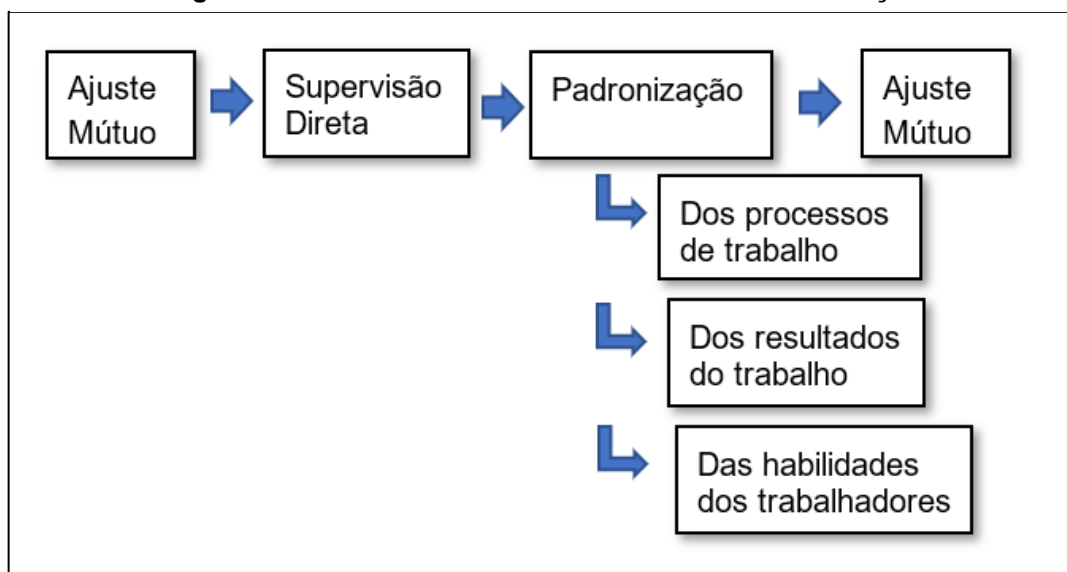 Ajuste
Mútuo
Supervisão
Direta
Padronização
Ajuste
Mútuo
Dos processos
de trabalho
Dos resultados
do trabalho
Das habilidades
dos trabalhadores